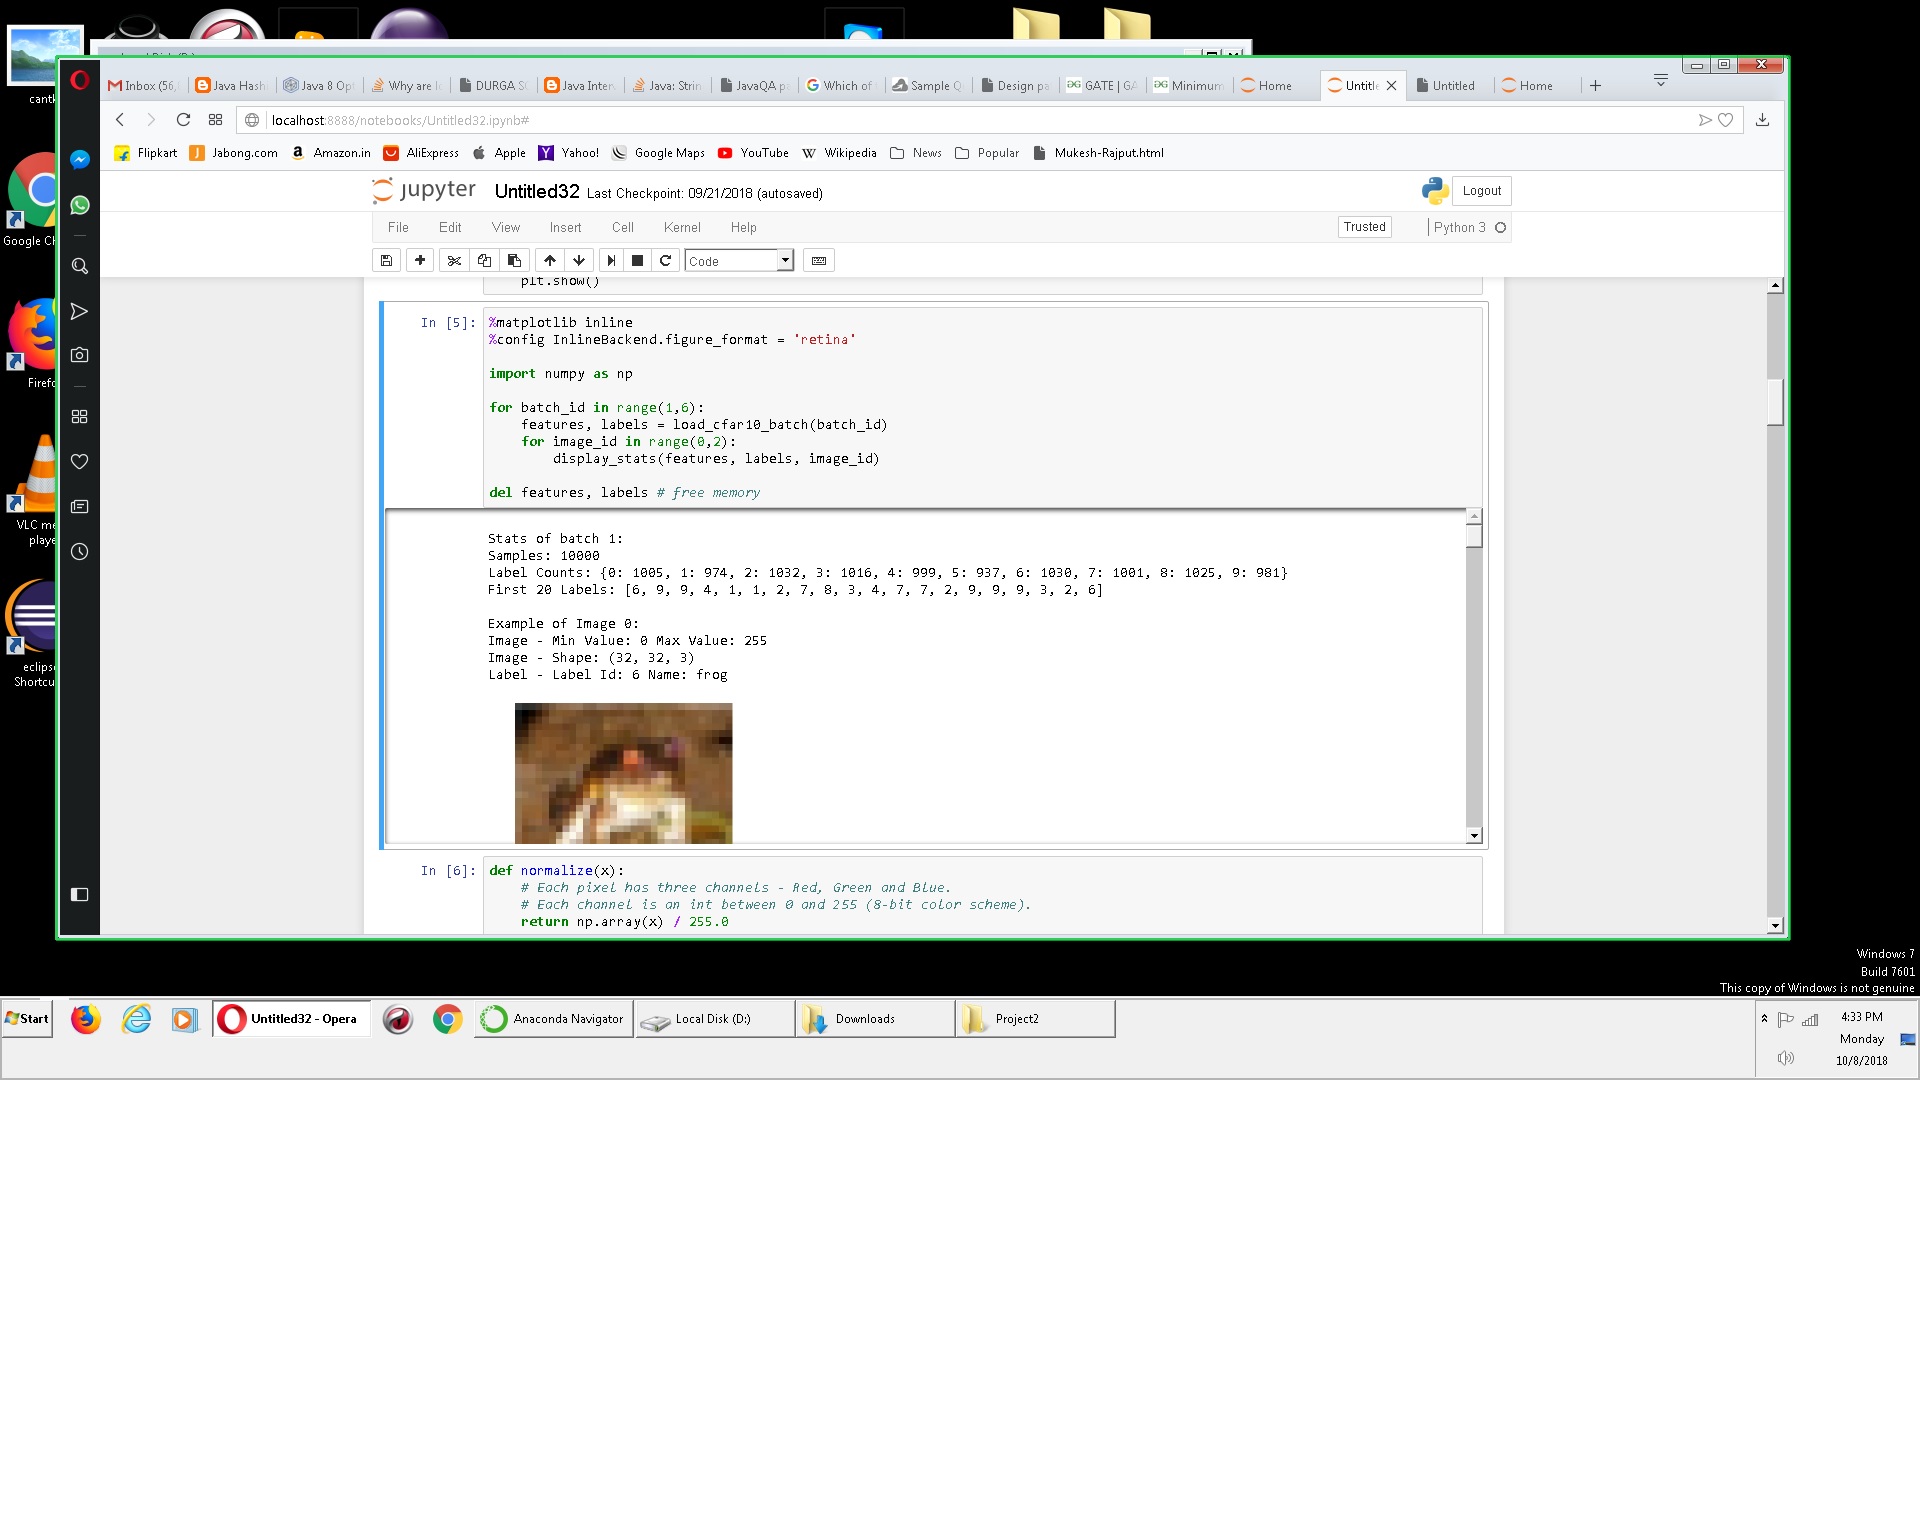 cant
Google Ch
Firefo
VLC me
playe
eclipse
Shortcu
Inbox (56,
Java Hash
Java 8 Opt
Why are
DURGA S
Java Inter
Java: Strin
JavaQA p
Which of
Sample Q
Design pa
GATE | GA
Minimum
Home
Untitle
Untitled
Home
localhost:8888/notebooks/Untitled32.ipynb#
Flipkart
Jabong.com
Amazon.in
AliExpress
Apple
Yahoo!
Google Maps
YouTube
Wikipedia
News
Popular
Mukesh-Rajput.html
jupyter Untitled32 Last Checkpoint: 09/21/2018 (autosaved)
Logout
File Edit View Insert Cell Kernel Help
Trusted
Python 3
Code
plt.show()
In [5]:
%matplotlib inline
%config InlineBackend.figure_format = 'retina'
import numpy as np
for batch_id in range(1,6):
features, labels = load_cfar10_batch(batch_id)
for image_id in range(0,2):
display_stats(features, labels, image_id)
del features, labels # free memory
Stats of batch 1:
Samples: 10000
Label Counts: {0: 1005, 1: 974, 2: 1032, 3: 1016, 4: 999, 5: 937, 6: 1030, 7: 1001, 8: 1025, 9: 981}
First 20 Labels: [6, 9, 9, 4, 1, 1, 2, 7, 8, 3, 4, 7, 7, 2, 9, 9, 9, 3, 2, 6]
Example of Image 0:
Image - Min Value: 0 Max Value: 255
Image - Shape: (32, 32, 3)
Label - Label Id: 6 Name: frog
In [6]:
def normalize(x):
# Each pixel has three channels - Red, Green and Blue.
# Each channel is an int between 0 and 255 (8-bit color scheme).
return np.array(x) / 255.0
Windows 7
Build 7601
This copy of Windows is not genuine
Start
Untitled32 - Opera
Anaconda Navigator
Local Disk (D:)
Downloads
Project2
4:33 PM
Monday
10/8/2018